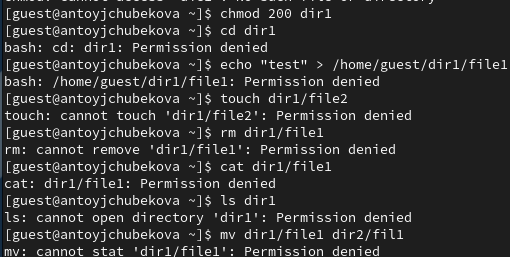 [guest@antoyjchubekova ~]$ chmod 200 dir1
[guest@antoyjchubekova ~]$ cd dir1
bash: cd: dir1: Permission denied
[guest@antoyjchubekova ~]$ echo "test" > /home/guest/dir1/file1
bash: /home/guest/dir1/file1: Permission denied
[guest@antoyjchubekova ~]$ touch dir1/file2
touch: cannot touch 'dir1/file2': Permission denied
[guest@antoyjchubekova ~]$ rm dir1/file1
rm: cannot remove 'dir1/file1': Permission denied
[guest@antoyjchubekova ~]$ cat dir1/file1
cat: dir1/file1: Permission denied
[guest@antoyjchubekova ~]$ ls dir1
ls: cannot open directory 'dir1': Permission denied
[guest@antoyjchubekova ~]$ mv dir1/file1 dir2/fil1
mv: cannot stat 'dir1/file1': Permission denied